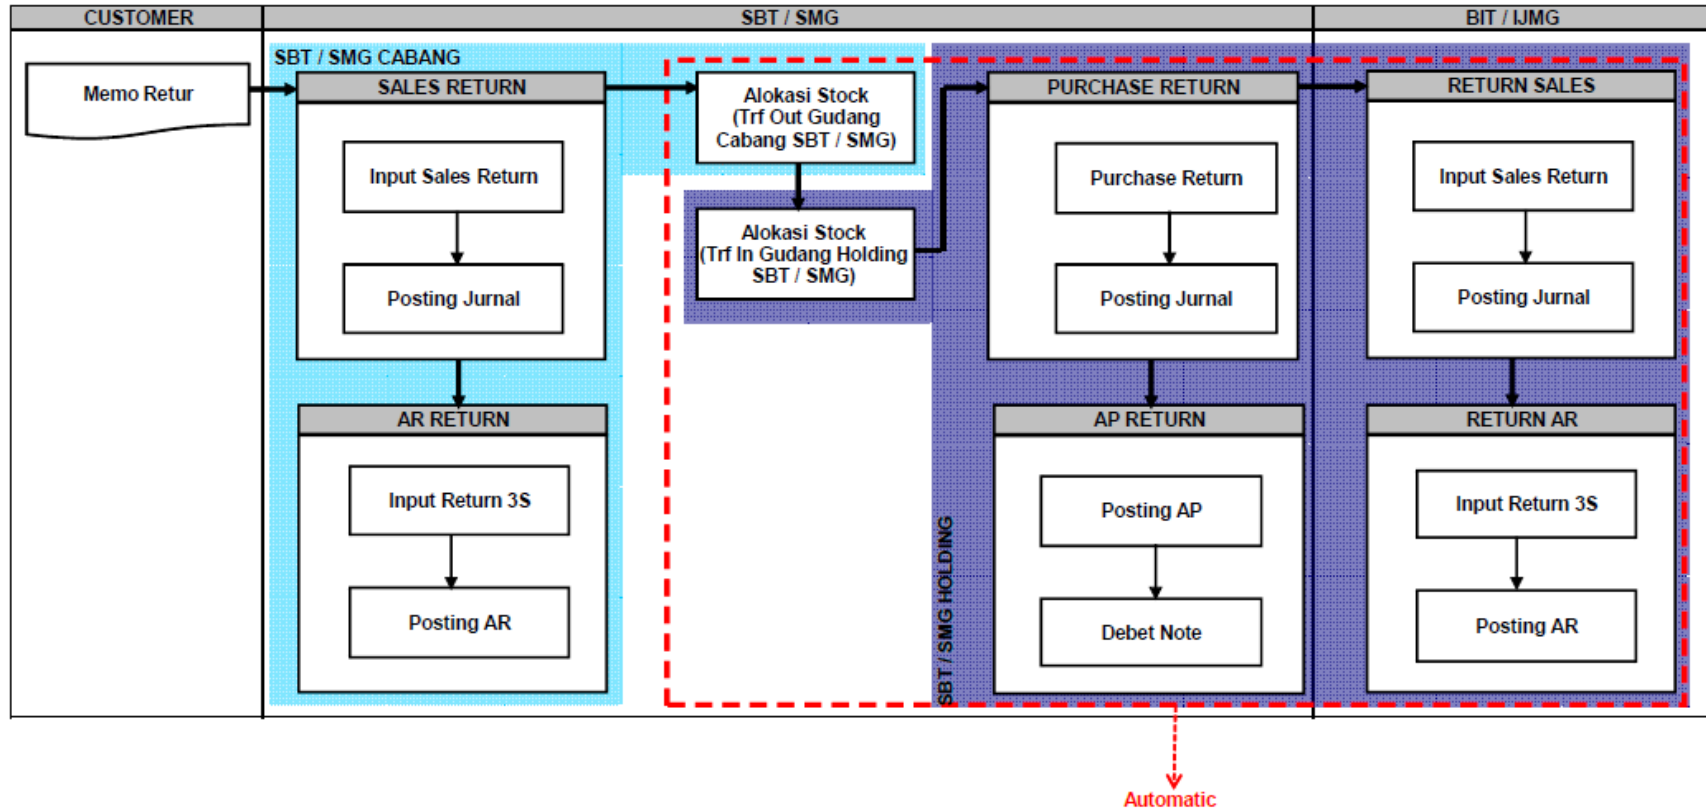 CUSTOMER
SBT / SMG
BIT / IJMG
SBT / SMG CABANG
Memo Retur
SALES RETURN
Input Sales Return
Posting Jurnal
AR RETURN
Input Return 3S
Posting AR
Alokasi Stock
(Trf Out Gudang
Cabang SBT / SMG)
Alokasi Stock
(Trf In Gudang Holding
SBT / SMG)
SBT / SMG HOLDING
PURCHASE RETURN
Purchase Return
Posting Jurnal
AP RETURN
Posting AP
Debet Note
RETURN SALES
Input Sales Return
Posting Jurnal
RETURN AR
Input Return 3S
Posting AR
Automatic